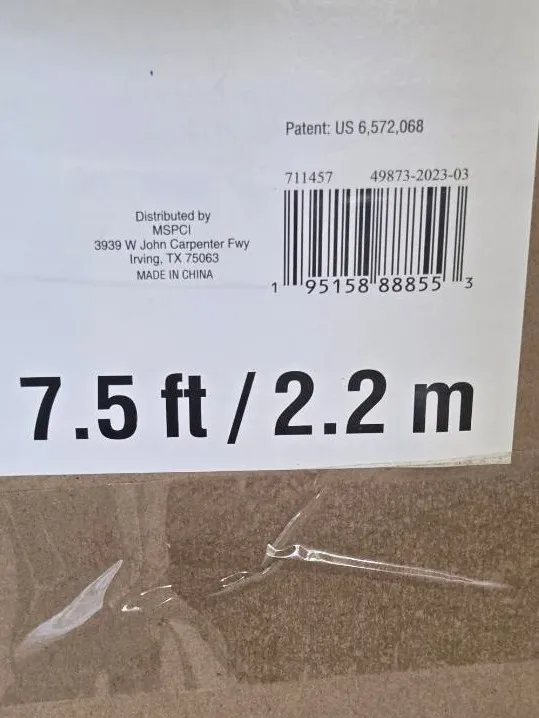 Patent: US 6,572,068
711457 49873-2023-03
Distributed by
MSPCI
3939 W John Carpenter Fwy
Irving, TX 75063
MADE IN CHINA
1 95158 88855 3
7.5 ft / 2.2 m